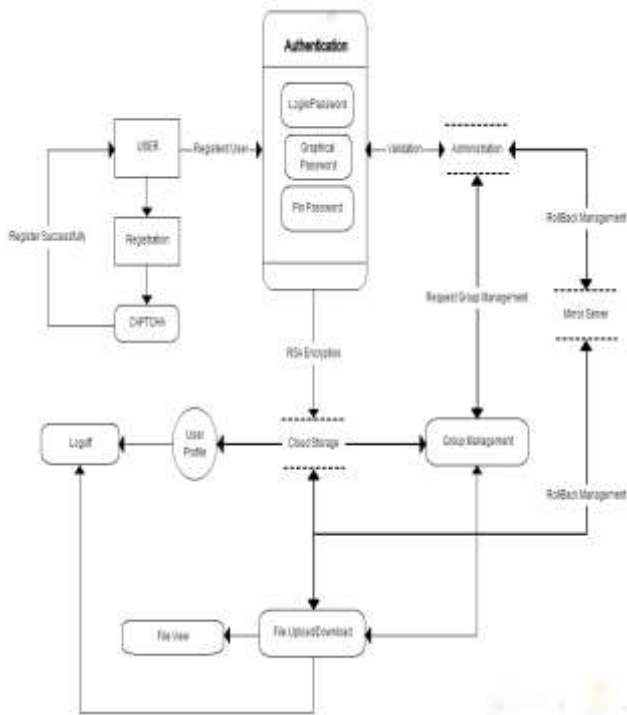 Authentication
Login/Password
Graphical
Password
Pin Password
USER
Registerd User
Validation
Administration
Registration
Register Successfully
CAPTCHA
RollBack Management
Request Group Management
Mirror Server
RSA Encryption
Logoff
User
Profile
Cloud Storage
Group Management
RollBack Management
File View
File Upload/Download